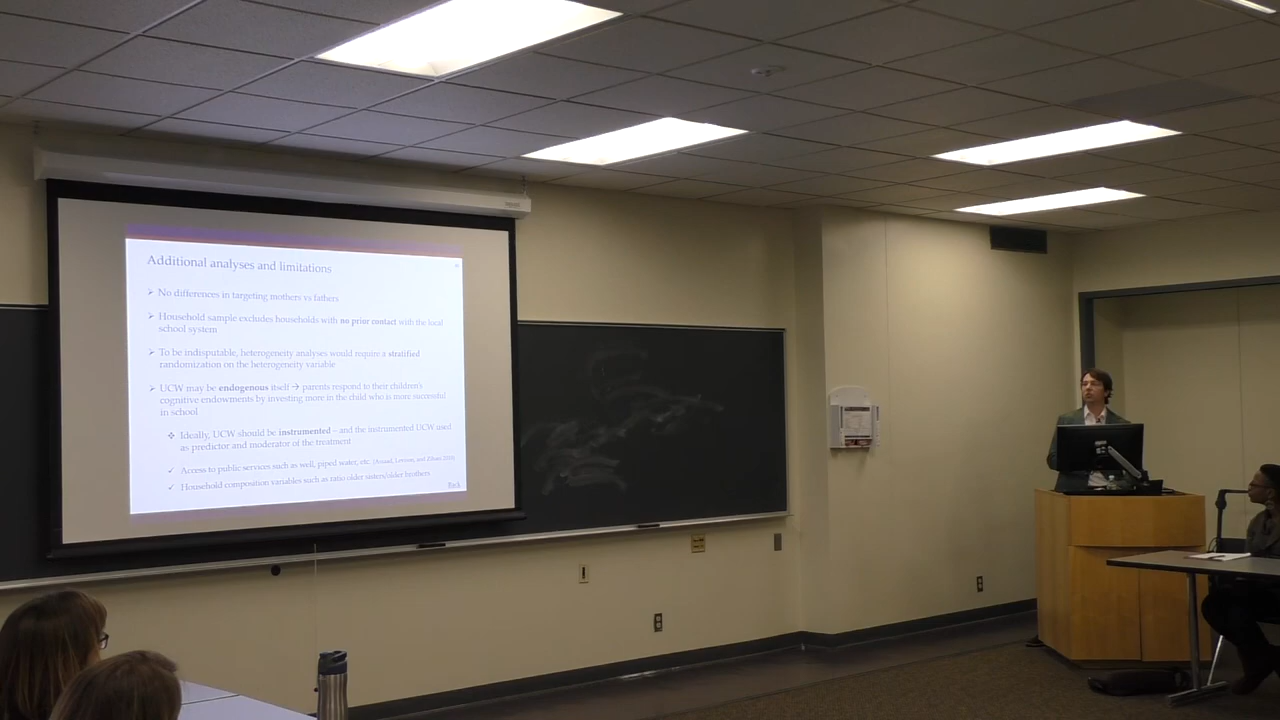 Additional analyses and limitations
➢ No differences in targeting mothers vs fathers
➢ Household sample excludes households with no prior contact with the local
school system
➢ To be indisputable, heterogeneity analyses would require a stratified
randomization on the heterogeneity variable
➢ UCW may be endogenous itself → parents respond to their children's
cognitive endowments by investing more in the child who is more successful
in school
❖ Ideally, UCW should be instrumented – and the instrumented UCW used
as predictor and moderator of the treatment
✓ Access to public services such as well, piped water, etc.
✓ Household composition variables such as ratio older sisters/older brothers
Back